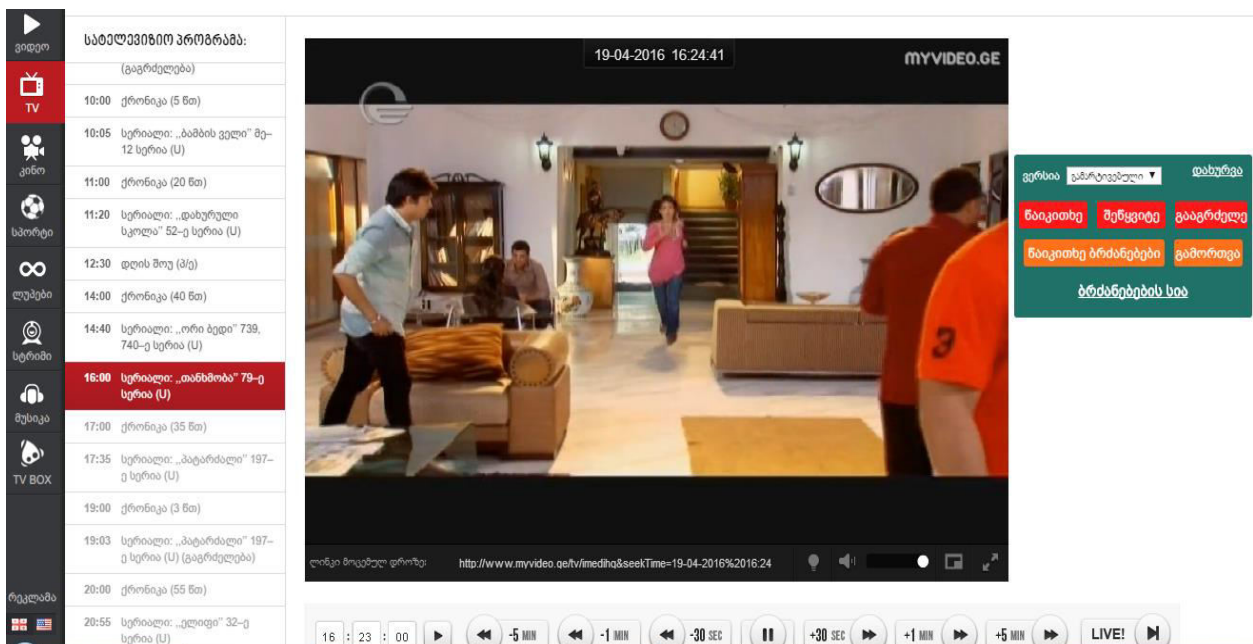 ვიდეო
TV
კინო
სპორტი
ლუპები
სტრიმი
მუსიკა
TV BOX
რეკლამა
სატელევიზიო პროგრამა:
(გაგრძელება)
10:00 ქრონიკა (5 წთ)
10:05 სერიალი: ,,ბამბის ველი” მე–
12 სერია (U)
11:00 ქრონიკა (20 წთ)
11:20 სერიალი: ,,დახურული
სკოლა” 52–ე სერია (U)
12:30 დღის შოუ (პ/ე)
14:00 ქრონიკა (40 წთ)
14:40 სერიალი: ,,ორი ბედი” 739,
740–ე სერია (U)
16:00 სერიალი: ,,თანხმობა” 79–ე
სერია (U)
17:00 ქრონიკა (35 წთ)
17:35 სერიალი: ,,პატარძალი” 197–
ე სერია (U)
19:00 ქრონიკა (3 წთ)
19:03 სერიალი: ,,პატარძალი” 197–
ე სერია (U) (გაგრძელება)
20:00 ქრონიკა (55 წთ)
20:55 სერიალი: ,,ელიფი” 32–ე
სერია (U)
19-04-2016 16:24:41
MYVIDEO.GE
3
ლინკი მოცემულ დროზე: http://www.myvideo.ge/tv/imedihq&seekTime=19-04-2016%2016:24
16 : 23 : 00 -5 MIN -1 MIN -30 SEC +30 SEC +1 MIN +5 MIN LIVE!
ვერსია გამარტივებული დახურვა
წაიკითხე შეწყვიტე გააგრძელე
წაიკითხე ბრძანებები გამორთვა
ბრძანებების სია